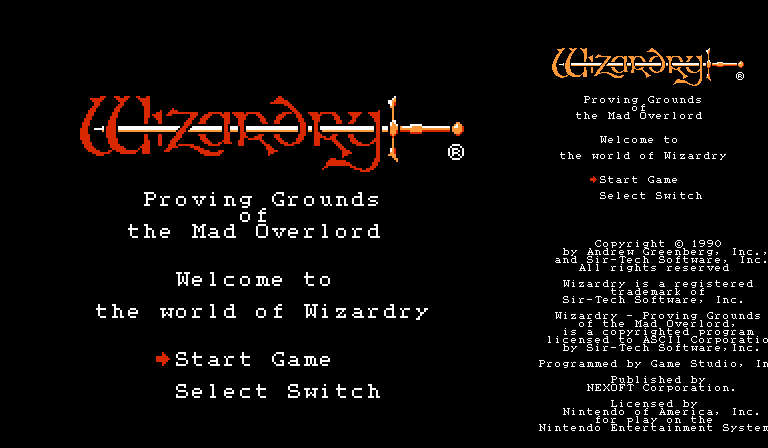 Wizardry
®
Proving Grounds
of
the Mad Overlord
Welcome to
the world of Wizardry
Start Game
Select Switch
Wizardry
®
Proving Grounds
of
the Mad Overlord
Welcome to
the world of Wizardry
Start Game
Select Switch
Copyright © 1990
by Andrew Greenberg, Inc.,
and Sir-Tech Software, Inc.
All rights reserved
Wizardry is a registered
trademark of
Sir-Tech Software, Inc.
Wizardry - Proving Grounds
of the Mad Overlord,
is a copyrighted program
licensed to ASCII Corporatio
by Sir-Tech Software,Inc.
Programmed by Game Studio, In
Published by
NEXOFT Corporation.
Licensed by
Nintendo of America, Inc.
for play on the
Nintendo Entertainment System